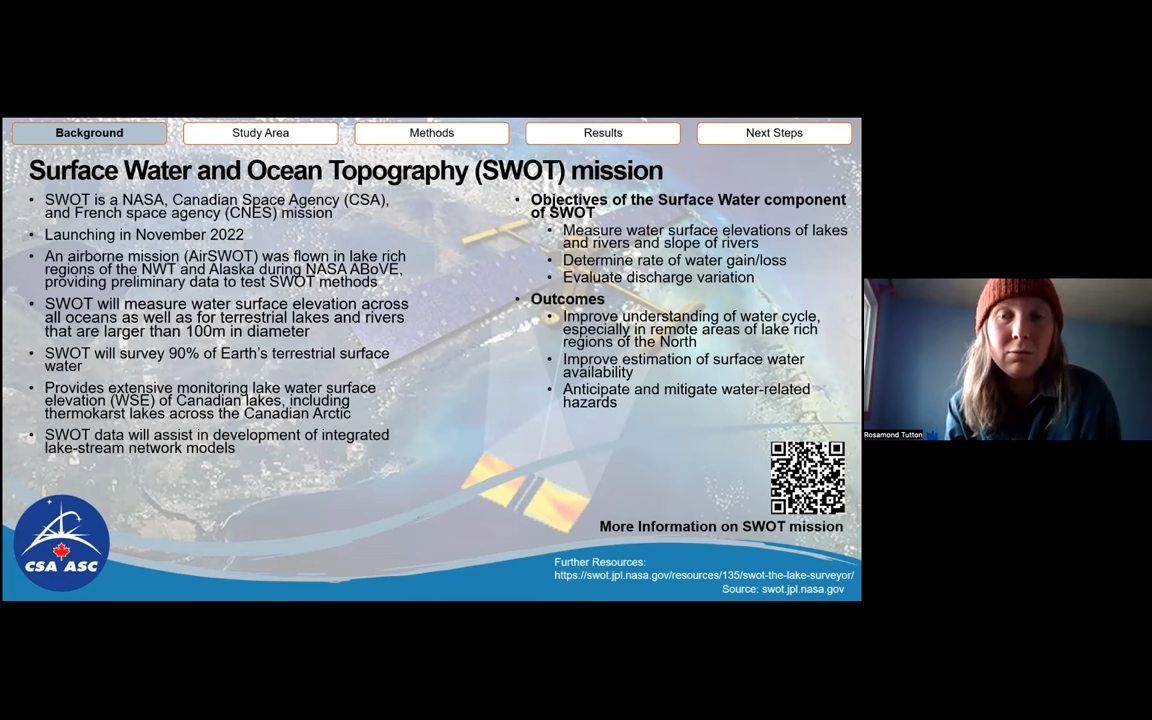 Background
Study Area
Methods
Results
Next Steps
Surface Water and Ocean Topography (SWOT) mission
• SWOT is a NASA, Canadian Space Agency (CSA),
and French space agency (CNES) mission
• Launching in November 2022
• An airborne mission (AirSWOT) was flown in lake rich
regions of the NWT and Alaska during NASA ABoVE,
providing preliminary data to test SWOT methods
• SWOT will measure water surface elevation across
all oceans as well as for terrestrial lakes and rivers
that are larger than 100m in diameter
• SWOT will survey 90% of Earth's terrestrial surface
water
• Provides extensive monitoring lake water surface
elevation (WSE) of Canadian lakes, including
thermokarst lakes across the Canadian Arctic
• SWOT data will assist in development of integrated
lake-stream network models
• Objectives of the Surface Water component
of SWOT
• Measure water surface elevations of lakes
and rivers and slope of rivers
• Determine rate of water gain/loss
• Evaluate discharge variation
• Outcomes
• Improve understanding of water cycle,
especially in remote areas of lake rich
regions of the North
• Improve estimation of surface water
availability
• Anticipate and mitigate water-related
hazards
More Information on SWOT mission
CSA ASC
Further Resources:
https://swot.jpl.nasa.gov/resources/135/swot-the-lake-surveyor/
Source: swot.jpl.nasa.gov
Rosamond Tutton